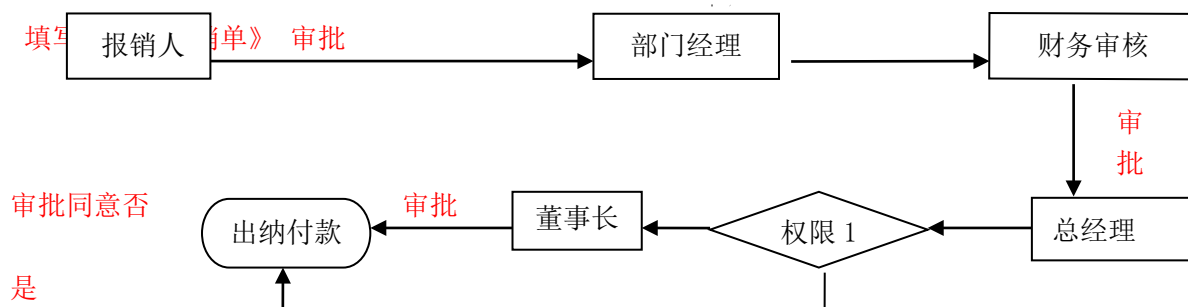 填写 销单》 审批
报销人
部门经理
财务审核
审
批
审批同意否
出纳付款
审批
董事长
权限1
总经理
是